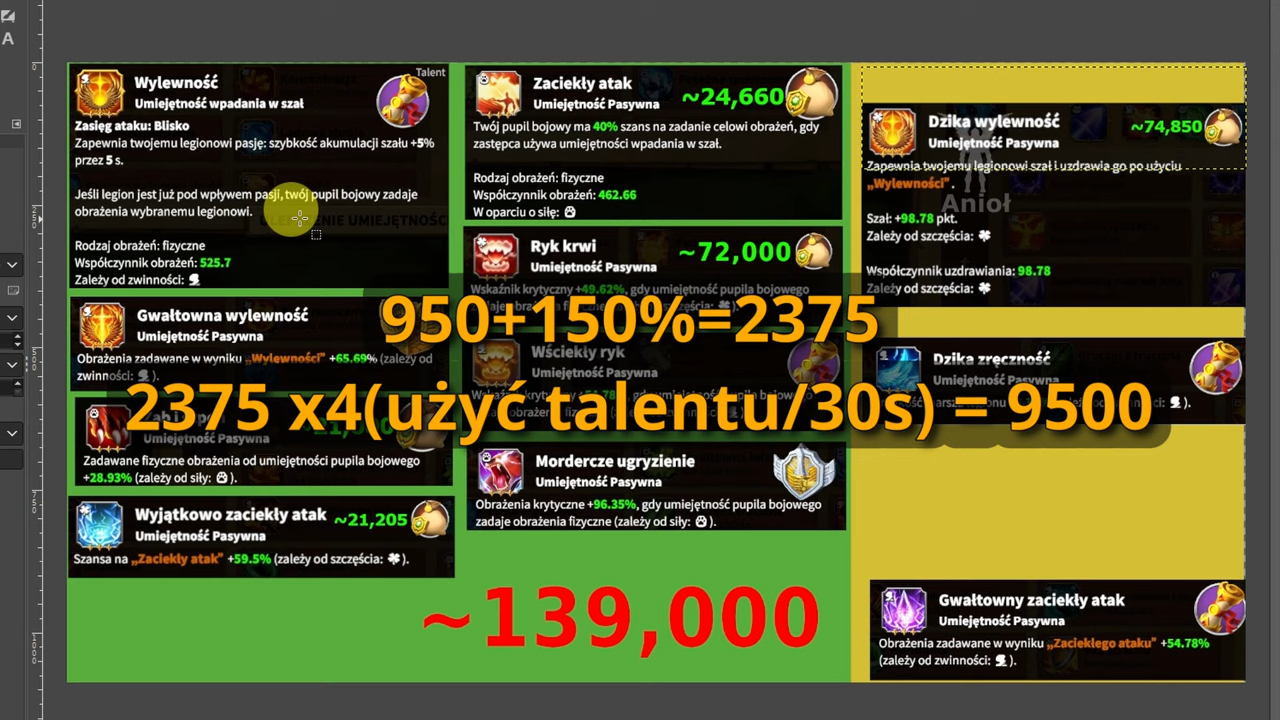 A
Talent
Wylewność
Umiejętność wpadania w szał
Zasięg ataku: Blisko
Zapewnia twojemu legionowi pasję: szybkość akumulacji szału +5%
przez 5 s.
Jeśli legion jest już pod wpływem pasji, twój pupil bojowy zadaje
obrażenia wybranemu legionowi.
Rodzaj obrażeń: fizyczne
Współczynnik obrażeń: 525.7
Zależy od zwinności:
Gwałtowna wylewność
Umiejętność Pasywna
Obrażenia zadawane w wyniku „Wylewności” +65.69% (zależy od
zwinności: ).
Umiejętność Pasywna
Zadawane fizyczne obrażenia od umiejętności pupila bojowego
+28.93% (zależy od siły: ).
Wyjątkowo zaciekły atak ~21,205
Umiejętność Pasywna
Szansa na „Zaciekły atak” +59.5% (zależy od szczęścia: ).
Zaciekły atak ~24,660
Umiejętność Pasywna
Twój pupil bojowy ma 40% szans na zadanie celowi obrażeń, gdy
zastępca używa umiejętności wpadania w szał.
Rodzaj obrażeń: fizyczne
Współczynnik obrażeń: 462.66
W oparciu o siłę:
Ryk krwi ~72,000
Umiejętność Pasywna
Wskaźnik krytyczny +49.62%, gdy umiejętność pupila bojowego
Wściekły ryk
Umiejętność Pasywna
Mordercze ugryzienie
Umiejętność Pasywna
Obrażenia krytyczne +96.35%, gdy umiejętność pupila bojowego
zadaje obrażenia fizyczne (zależy od siły: ).
~139,000
Dzika wylewność ~74,850
Umiejętność Pasywna
Zapewnia twojemu legionowi szał i uzdrawia go po użyciu
„Wylewności” .
Anioł
Szał: +98.78 pkt.
Zależy od szczęścia:
Współczynnik uzdrawiania: 98.78
Zależy od szczęścia:
Dzika zręczność
Umiejętność Pasywna
Gwałtowny zaciekły atak
Umiejętność Pasywna
Obrażenia zadawane w wyniku „Zaciekłego ataku” +54.78%
(zależy od zwinności: ).
950+150%=2375
2375 x4(użyć talentu/30s) = 9500